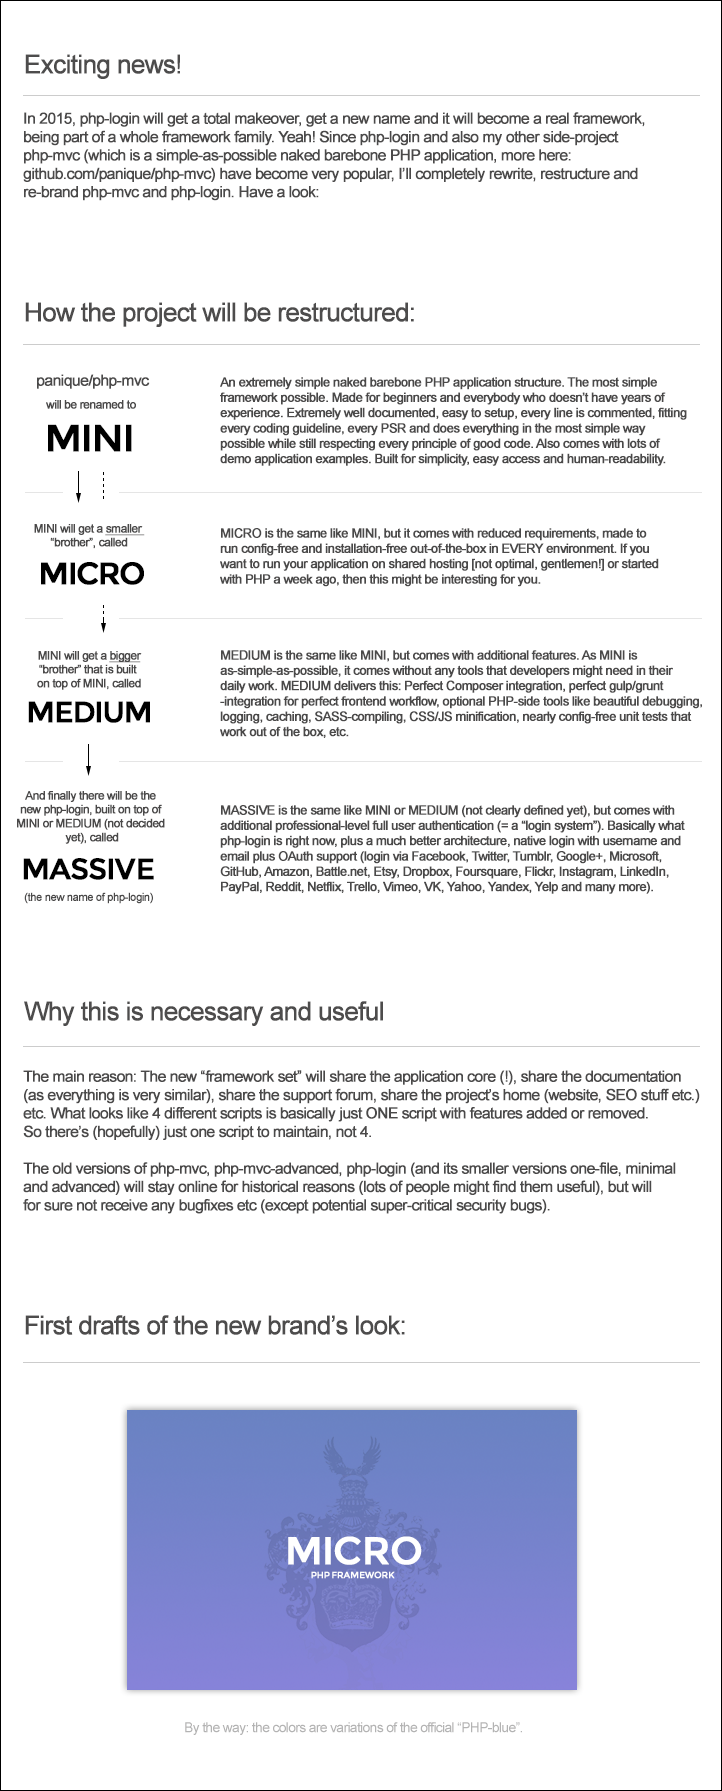 Exciting news!
In 2015, php-login will get a total makeover, get a new name and it will become a real framework,
being part of a whole framework family. Yeah! Since php-login and also my other side-project
php-mvc (which is a simple-as-possible naked barebone PHP application, more here:
github.com/panique/php-mvc) have become very popular, I'll completely rewrite, restructure and
re-brand php-mvc and php-login. Have a look:
How the project will be restructured:
panique/php-mvc
will be renamed to
MINI
An extremely simple naked barebone PHP application structure. The most simple
framework possible. Made for beginners and everybody who doesn't have years of
experience. Extremely well documented, easy to setup, every line is commented, fitting
every coding guideline, every PSR and does everything in the most simple way
possible while still respecting every principle of good code. Also comes with lots of
demo application examples. Built for simplicity, easy access and human-readability.
MINI will get a smaller
"brother", called
MICRO
MICRO is the same like MINI, but it comes with reduced requirements, made to
run config-free and installation-free out-of-the-box in EVERY environment. If you
want to run your application on shared hosting [not optimal, gentlemen!] or started
with PHP a week ago, then this might be interesting for you.
MINI will get a bigger
"brother" that is built
on top of MINI, called
MEDIUM
MEDIUM is the same like MINI, but comes with additional features. As MINI is
as-simple-as-possible, it comes without any tools that developers might need in their
daily work. MEDIUM delivers this: Perfect Composer integration, perfect gulp/grunt
-integration for perfect frontend workflow, optional PHP-side tools like beautiful debugging,
logging, caching, SASS-compiling, CSS/JS minification, nearly config-free unit tests that
work out of the box, etc.
And finally there will be the
new php-login, built on top of
MINI or MEDIUM (not decided
yet), called
MASSIVE
(the new name of php-login)
MASSIVE is the same like MINI or MEDIUM (not clearly defined yet), but comes with
additional professional-level full user authentication (= a "login system"). Basically what
php-login is right now, plus a much better architecture, native login with username and
email plus OAuth support (login via Facebook, Twitter, Tumblr, Google+, Microsoft,
GitHub, Amazon, Battle.net, Etsy, Dropbox, Foursquare, Flickr, Instagram, LinkedIn,
PayPal, Reddit, Netflix, Trello, Vimeo, VK, Yahoo, Yandex, Yelp and many more).
Why this is necessary and useful
The main reason: The new "framework set" will share the application core (!), share the documentation
(as everything is very similar), share the support forum, share the project's home (website, SEO stuff etc.)
etc. What looks like 4 different scripts is basically just ONE script with features added or removed.
So there's (hopefully) just one script to maintain, not 4.
The old versions of php-mvc, php-mvc-advanced, php-login (and its smaller versions one-file, minimal
and advanced) will stay online for historical reasons (lots of people might find them useful), but will
for sure not receive any bugfixes etc (except potential super-critical security bugs).
First drafts of the new brand's look:
MICRO
PHP FRAMEWORK
By the way: the colors are variations of the official "PHP-blue".